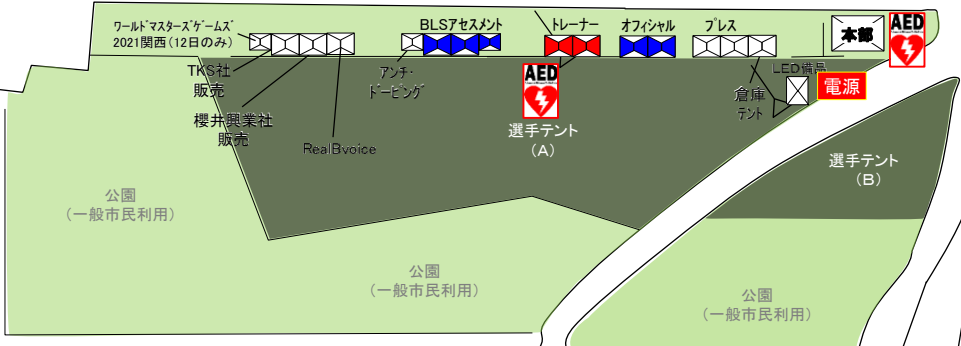 ワールドマスターズゲームズ
2021関西(12日のみ)
BLSアセスメント
トレーナー
オフィシャル
プレス
本部
AED
TKS社
販売
アンチ・
ドーピング
AED
LED備品
電源
倉庫
テント
櫻井興業社
販売
RealBvoice
選手テント
(A)
選手テント
(B)
公園
(一般市民利用)
公園
(一般市民利用)
公園
(一般市民利用)